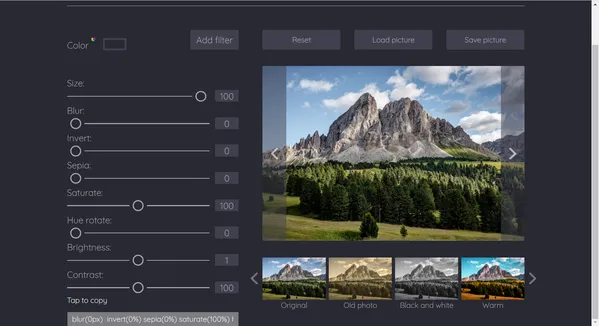 Color
Add filter
Reset
Load picture
Save picture
Size:
100
Blur:
0
Invert:
0
Sepia:
0
Saturate:
100
Hue rotate:
0
Brightness:
1
Contrast:
100
Tap to copy
blur(0px) invert(0%) sepia(0%) saturate(100%)
Original
Old photo
Black and white
Warm